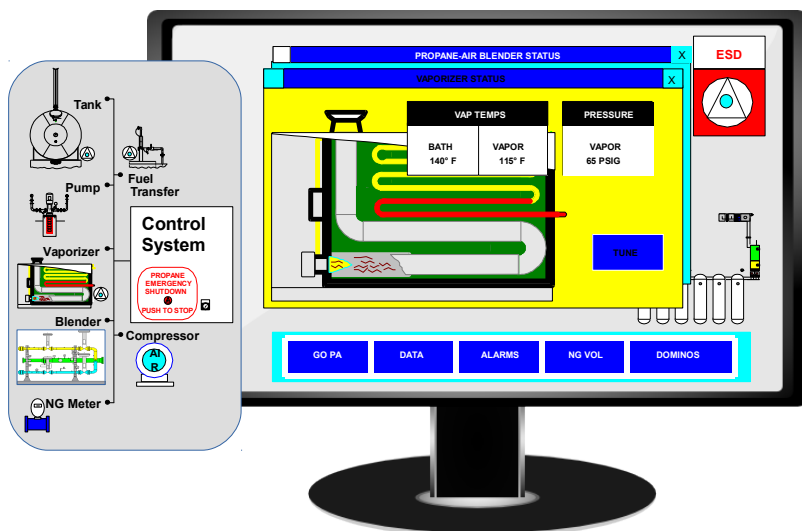 Tank
Fuel
Transfer
Pump
Vaporizer
Control
System
PROPANE
EMERGENCY
SHUTDOWN
PUSH TO STOP
Blender
Compressor
AI
R
NG Meter
PROPANE-AIR BLENDER STATUS
X
VAPORIZER STATUS
X
ESD
VAP TEMPS
PRESSURE
BATH
140° F
VAPOR
115° F
VAPOR
65 PSIG
TUNE
GO PA
DATA
ALARMS
NG VOL
DOMINOS